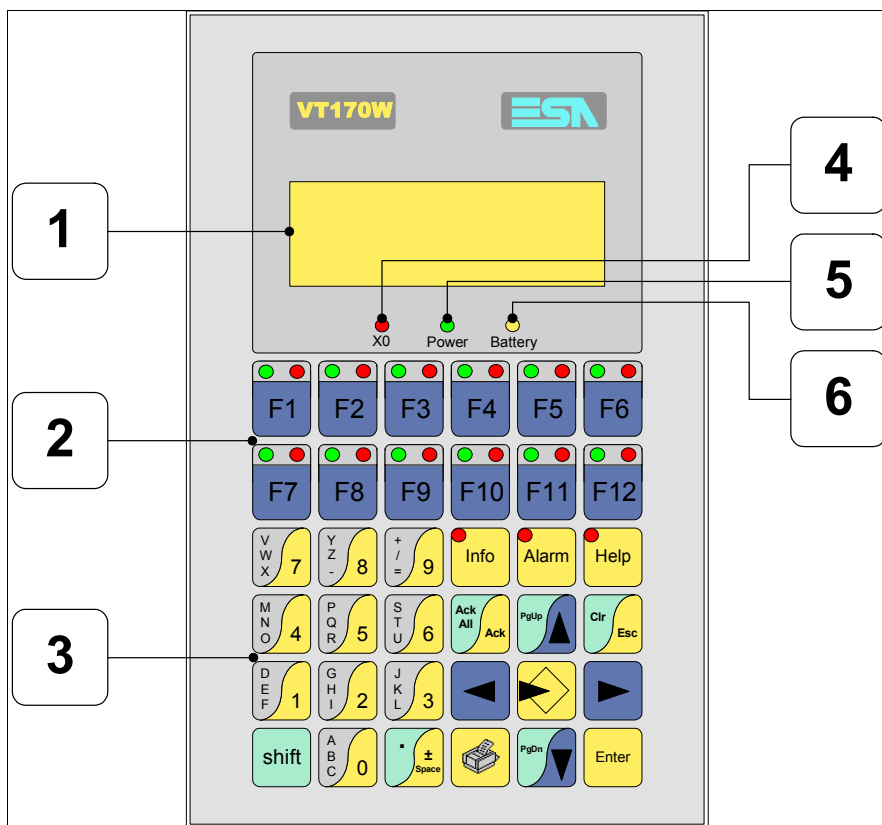 VT170W ESA
1
4
5
6
X0 Power Battery
F1 F2 F3 F4 F5 F6
2
F7 F8 F9 F10 F11 F12
V W X 7 Y Z - 8 + / = 9 Info Alarm Help
M N O 4 P Q R 5 S T U 6 Ack All Ack PgUp Clr Esc
3
D E F 1 G H I 2 J K L 3
shift A B C 0 . ± Space PgDn Enter